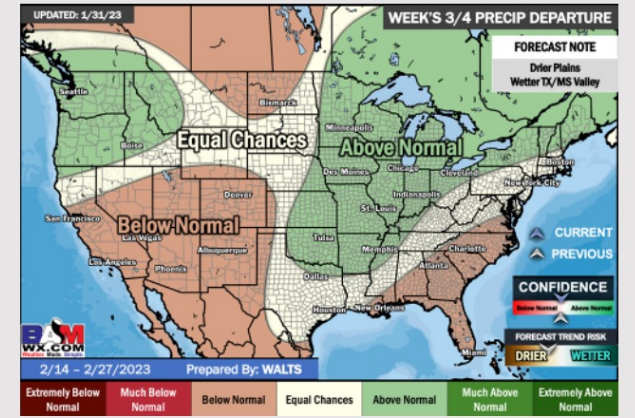 UPDATED: 1/31/23
WEEK'S 3/4 PRECIP DEPARTURE
FORECAST NOTE
Drier Plains
Wetter TX/MS Valley
Seattle
Bismarck
Equal Chances
Minneapolis
Above Normal
Boise
Boston
Des Moines
Chicago
Cleveland
New York City
Denver
Indianapolis
San Francisco
Below Normal
St. Louis
Las Vegas
CURRENT
Albuquerque
Tulsa
Memphis
Charlotte
PREVIOUS
Los Angeles
Phoenix
Atlanta
Dallas
CONFIDENCE
Below Normal
Above Normal
Houston
New Orleans
BAM
WX.COM
Weather Made Simple
FORECAST TREND RISK
DRIER
WETTER
Miami
2/14 – 2/27/2023
Prepared By: WALTS
Extremely Below
Normal
Much Below
Normal
Below Normal
Equal Chances
Above Normal
Much Above
Normal
Extremely Above
Normal